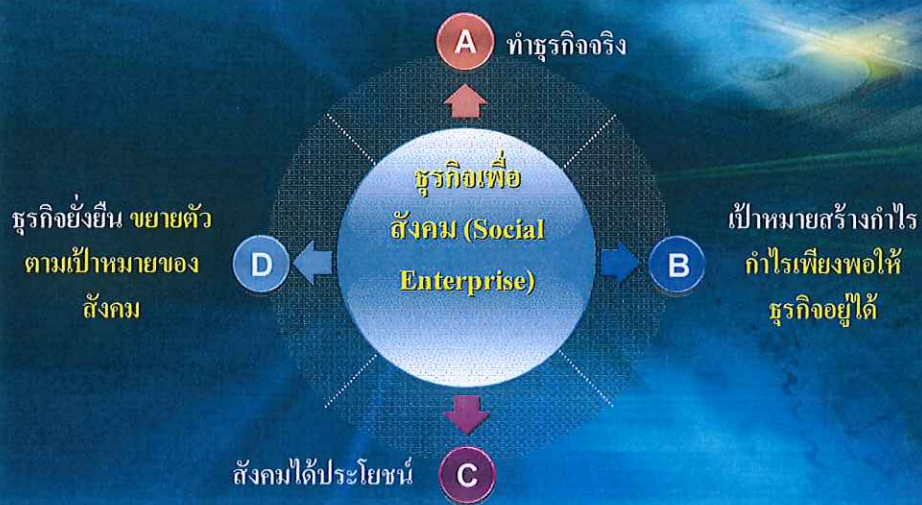 A ทำธุรกิจจริง
ธุรกิจเพื่อ
สังคม (Social
Enterprise)
เป้าหมายสร้างกำไร
กำไรเพียงพอให้
ธุรกิจอยู่ได้
B
ธุรกิจยั่งยืน ขยายตัว
ตามเป้าหมายของ
สังคม
D
สังคมได้ประโยชน์ C